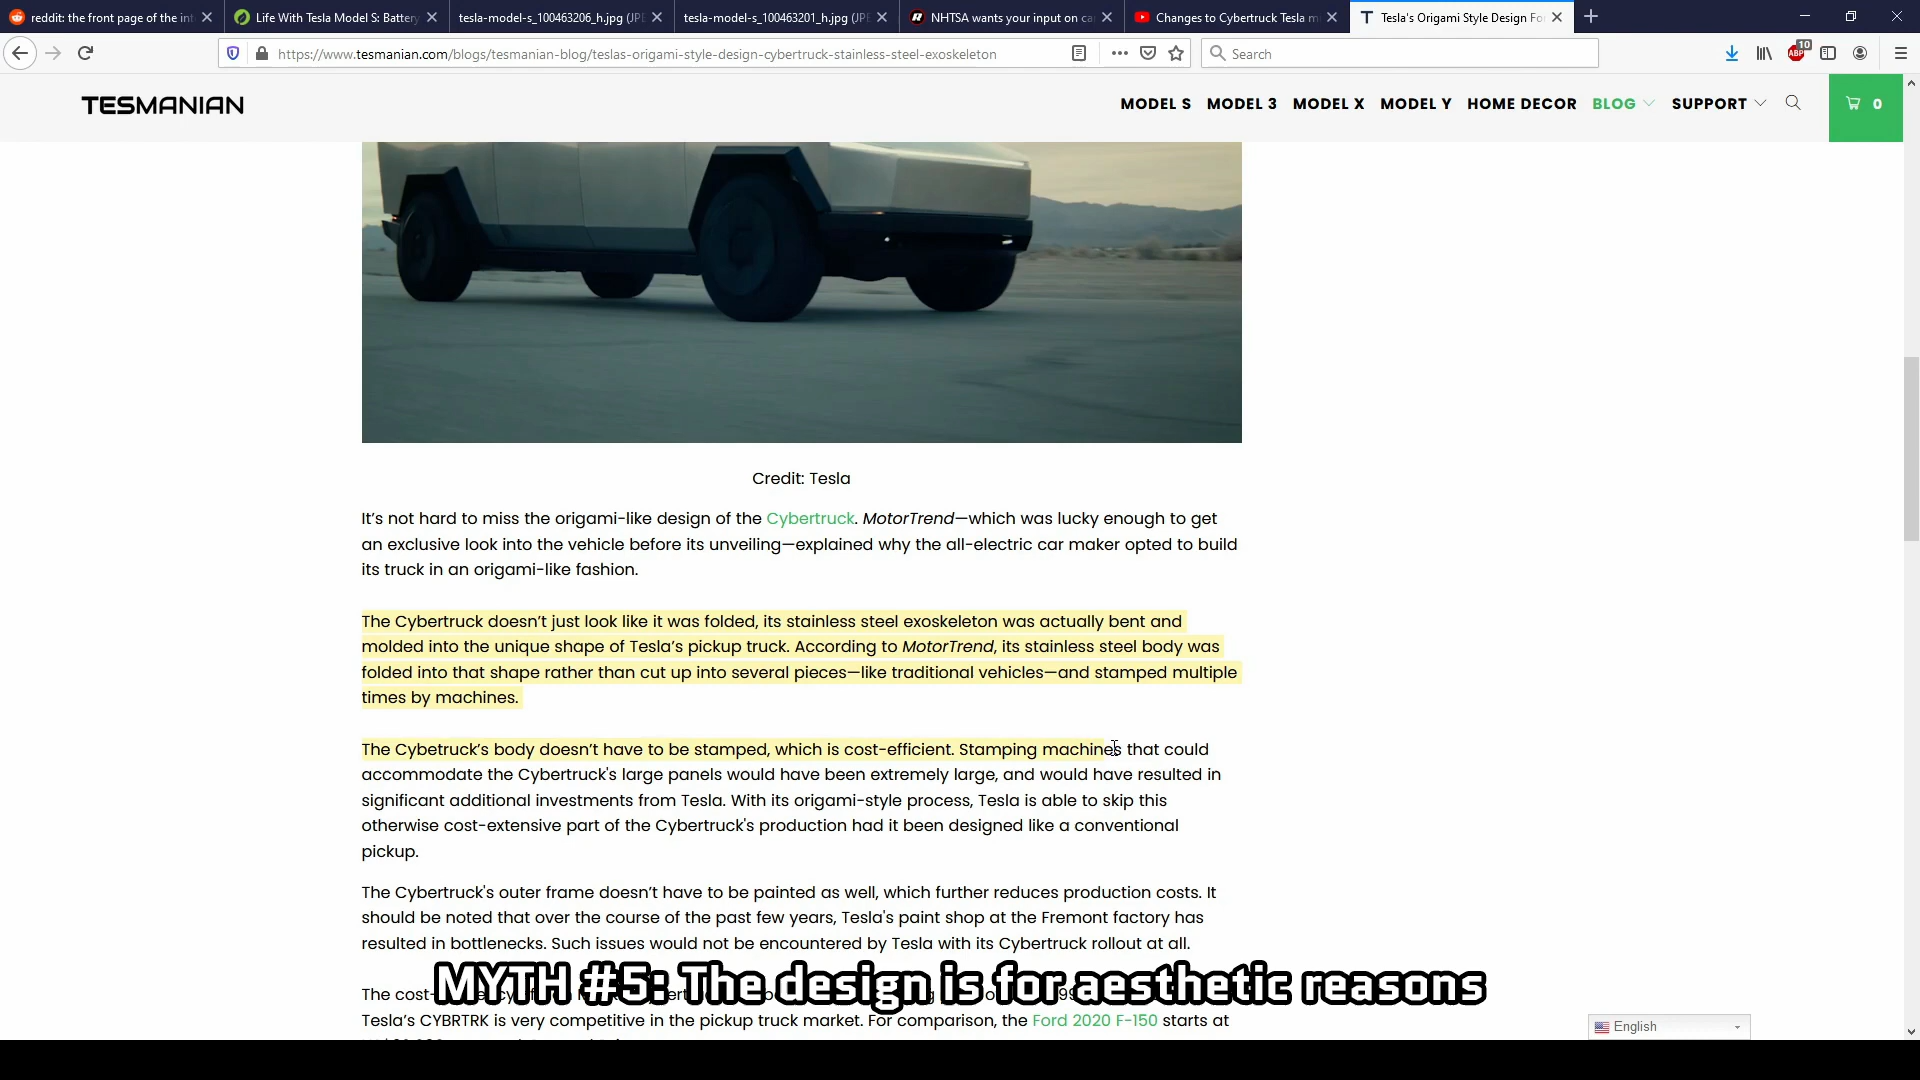 reddit: the front page of the in
Life With Tesla Model S: Battery
tesla-model-s_100463206_h.jpg (JP
tesla-model-s_100463201_h.jpg (JP
NHTSA wants your input on ca
Changes to Cybertruck Tesla m
Tesla's Origami Style Design Fo
https://www.tesmanian.com/blogs/tesmanian-blog/teslas-origami-style-design-cybertruck-stainless-steel-exoskeleton
Search
ABP
10
TESMANIAN
MODEL S MODEL 3 MODEL X MODEL Y HOME DECOR BLOG SUPPORT
0
Credit: Tesla
It’s not hard to miss the origami-like design of the Cybertruck. MotorTrend—which was lucky enough to get
an exclusive look into the vehicle before its unveiling—explained why the all-electric car maker opted to build
its truck in an origami-like fashion.
The Cybertruck doesn’t just look like it was folded, its stainless steel exoskeleton was actually bent and
molded into the unique shape of Tesla’s pickup truck. According to MotorTrend, its stainless steel body was
folded into that shape rather than cut up into several pieces—like traditional vehicles—and stamped multiple
times by machines.
The Cybetruck’s body doesn’t have to be stamped, which is cost-efficient. Stamping machines that could
accommodate the Cybertruck's large panels would have been extremely large, and would have resulted in
significant additional investments from Tesla. With its origami-style process, Tesla is able to skip this
otherwise cost-extensive part of the Cybertruck's production had it been designed like a conventional
pickup.
The Cybertruck's outer frame doesn’t have to be painted as well, which further reduces production costs. It
should be noted that over the course of the past few years, Tesla's paint shop at the Fremont factory has
resulted in bottlenecks. Such issues would not be encountered by Tesla with its Cybertruck rollout at all.
MYTH #5: The design is for aesthetic reasons
The cost-
Tesla’s CYBRTRK is very competitive in the pickup truck market. For comparison, the Ford 2020 F-150 starts at
English